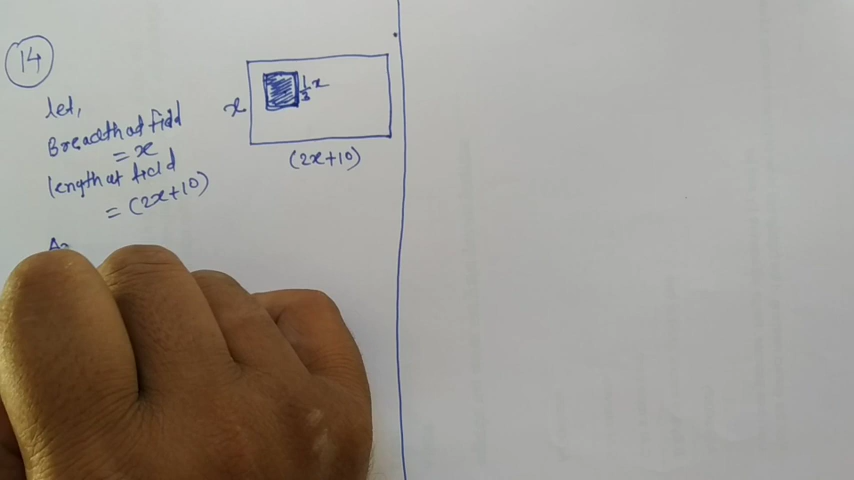 14
let,
Breadth of field
= x
length of field
= (2x+10)
x
1/3 x
(2x+10)